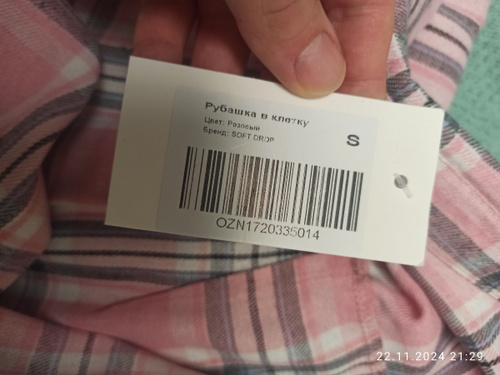 Рубашка в клетку
Цвет: Розовый
Бренд: SOFT DROP
S
OZN1720335014
22.11.2024 21:29